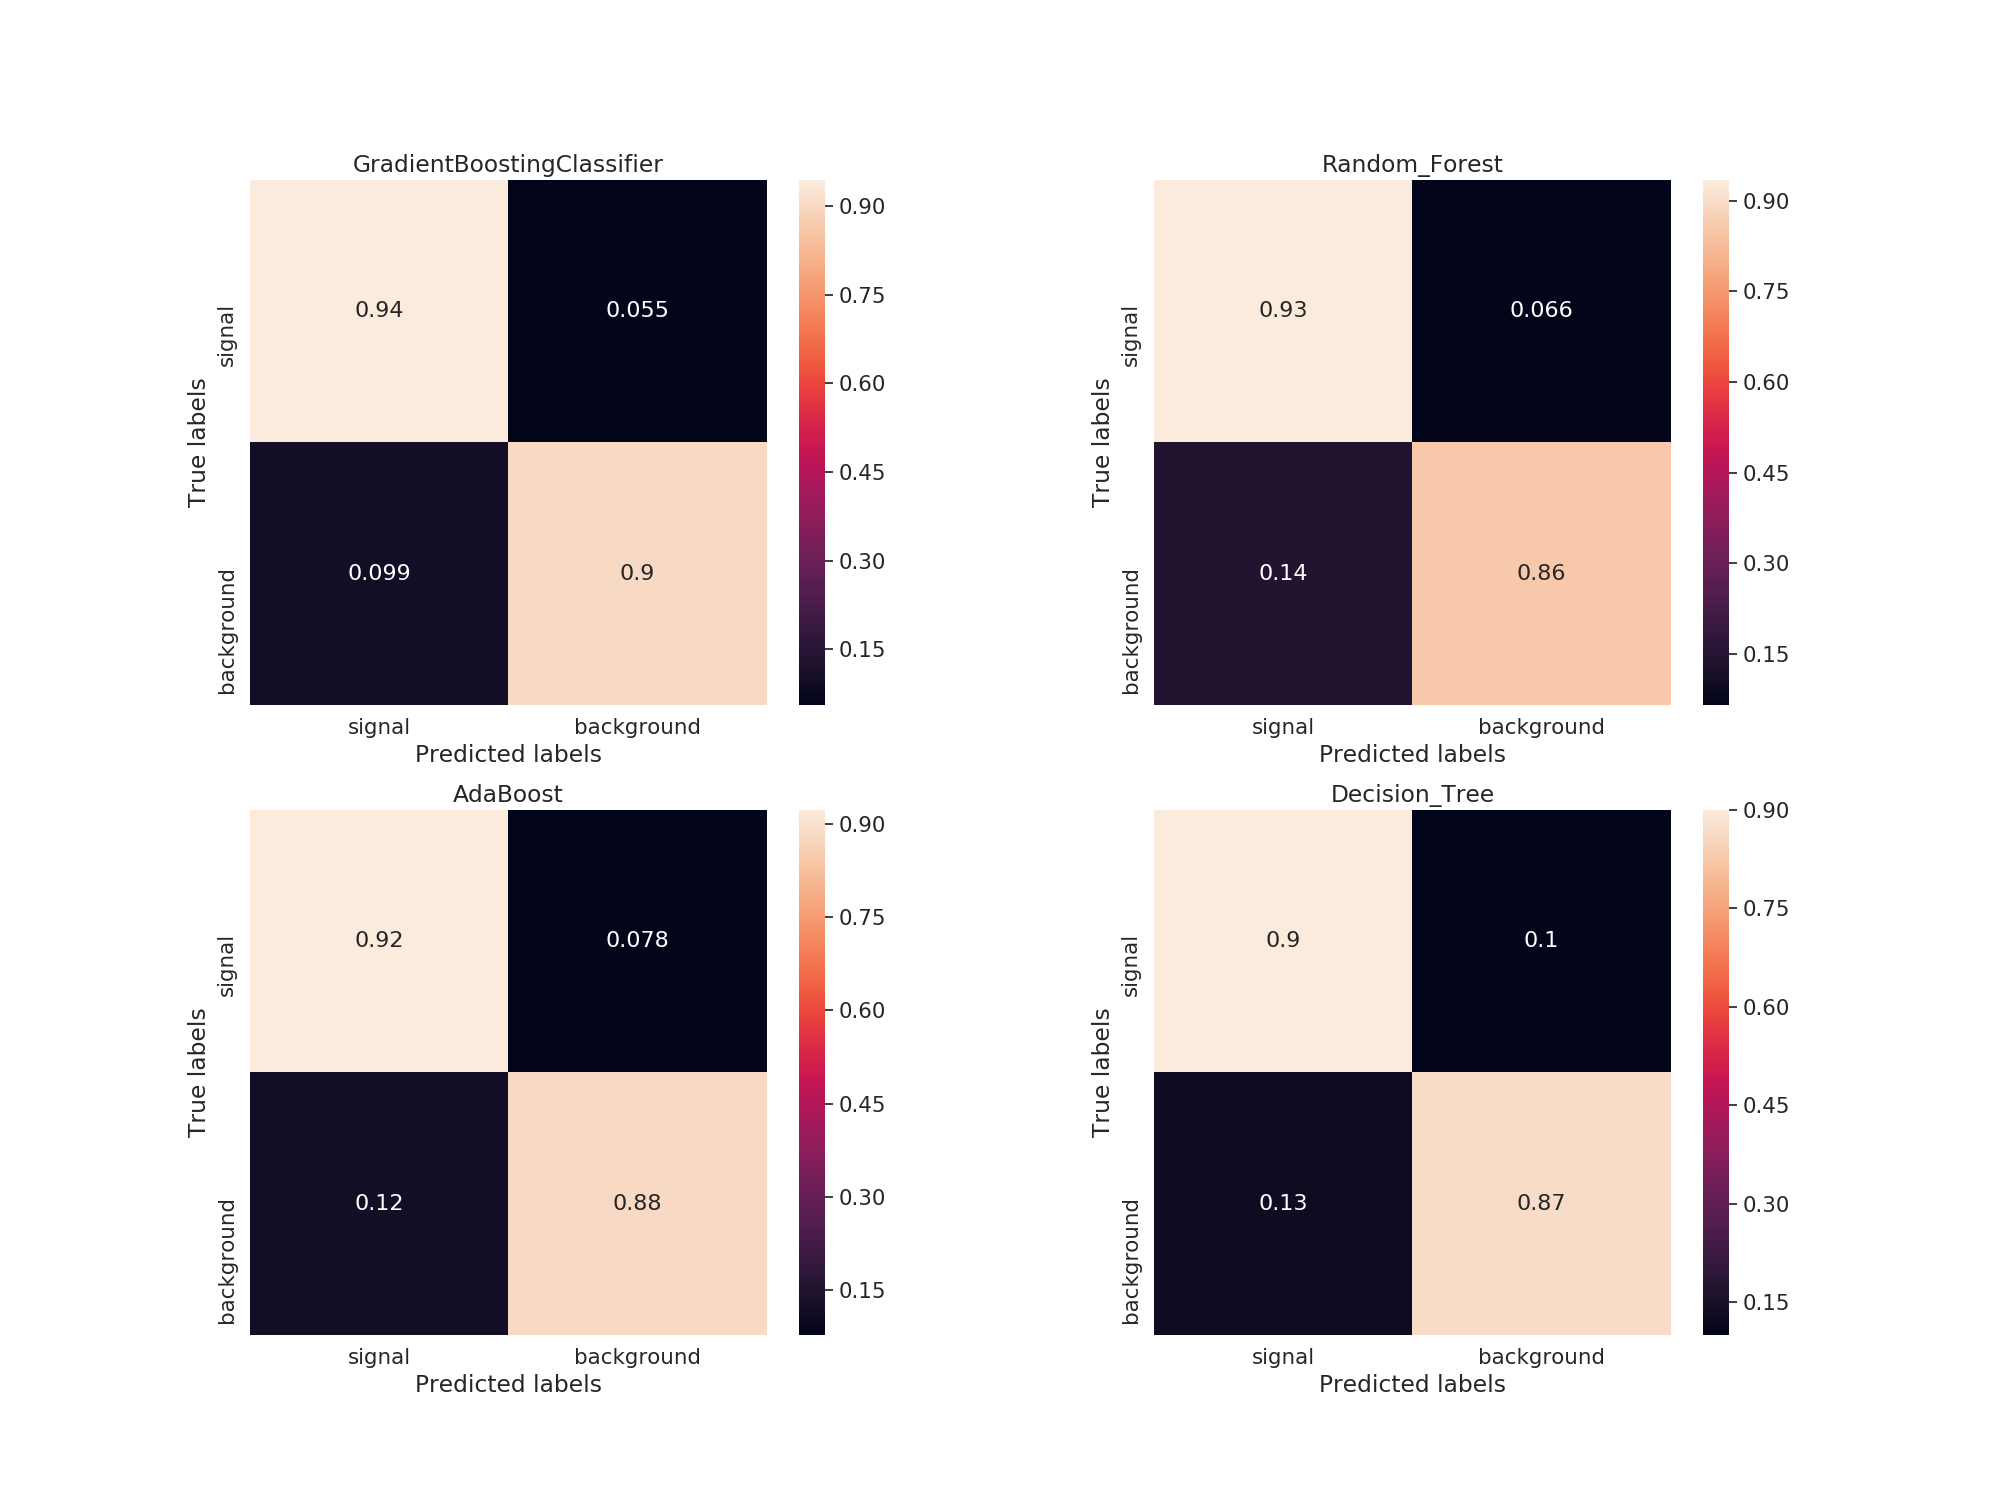 GradientBoostingClassifier
True labels
signal
background
0.94
0.055
0.099
0.9
signal
background
Predicted labels
0.90
0.75
0.60
0.45
0.30
0.15
Random_Forest
True labels
signal
background
0.93
0.066
0.14
0.86
signal
background
Predicted labels
0.90
0.75
0.60
0.45
0.30
0.15
AdaBoost
True labels
signal
background
0.92
0.078
0.12
0.88
signal
background
Predicted labels
0.90
0.75
0.60
0.45
0.30
0.15
Decision_Tree
True labels
signal
background
0.9
0.1
0.13
0.87
signal
background
Predicted labels
0.90
0.75
0.60
0.45
0.30
0.15